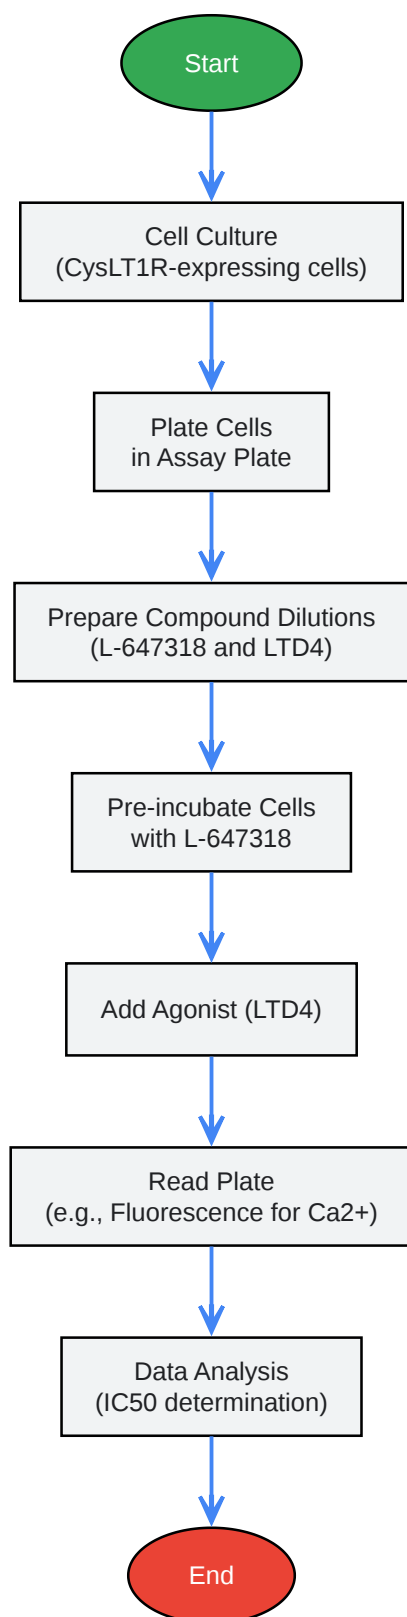 Start
Cell Culture
(CysLT1R-expressing cells)
Plate Cells
in Assay Plate
Prepare Compound Dilutions
(L-647318 and LTD4)
Pre-incubate Cells
with L-647318
Add Agonist (LTD4)
Read Plate
(e.g., Fluorescence for Ca2+)
Data Analysis
(IC50 determination)
End